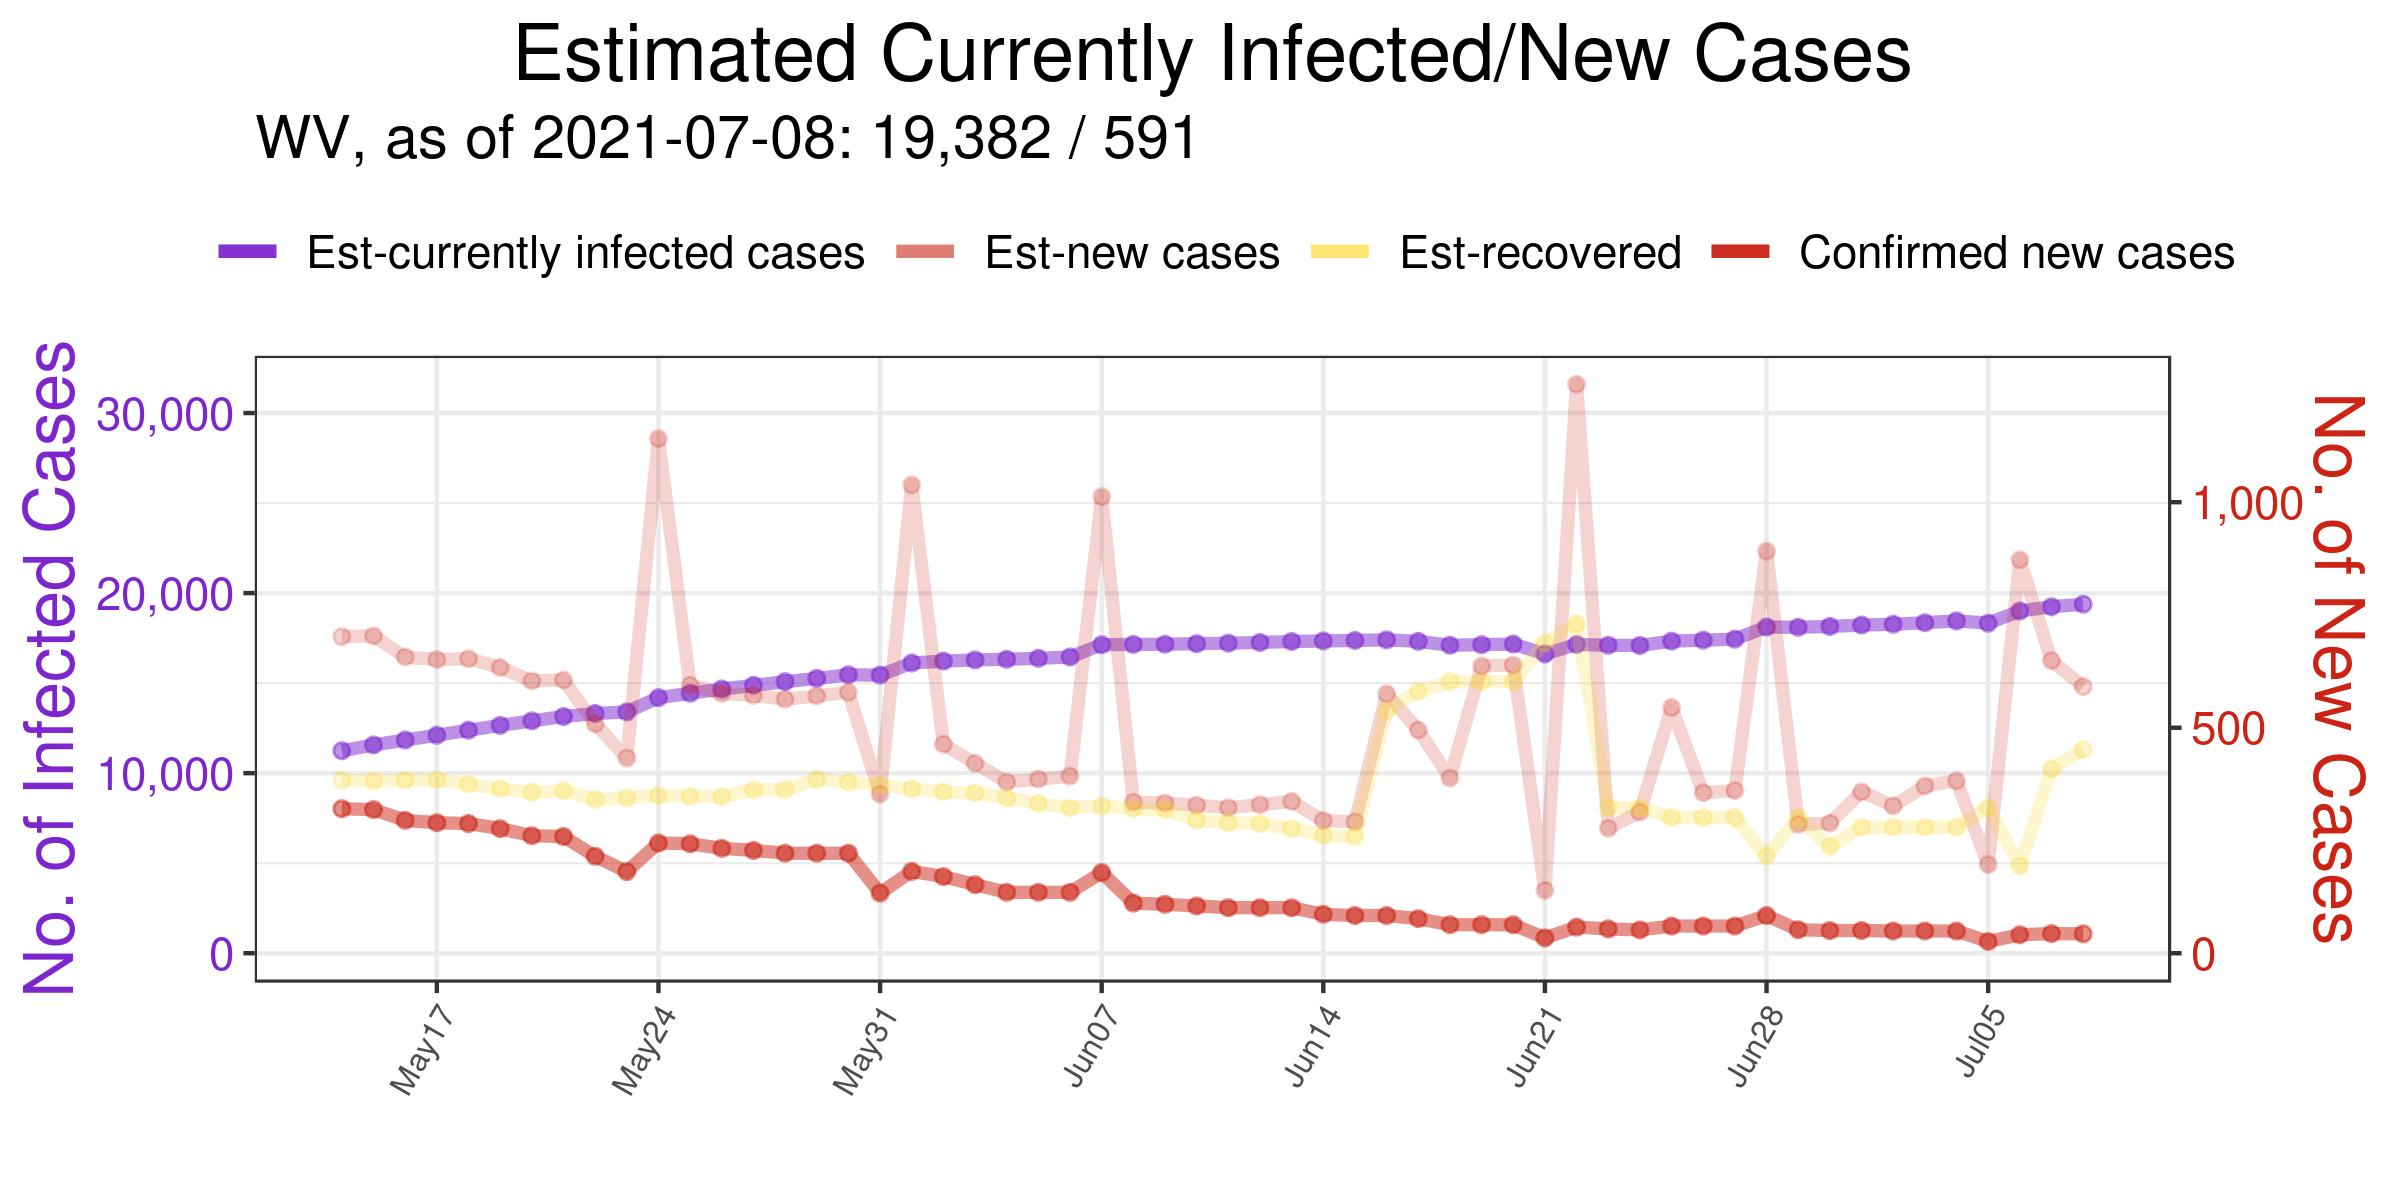 Estimated Currently Infected/New Cases
WV, as of 2021-07-08: 19,382 / 591
Est-currently infected cases Est-new cases Est-recovered Confirmed new cases
No. of Infected Cases
30,000
20,000
10,000
0
1,000
500
0
No. of New Cases
May17 May24 May31 Jun07 Jun14 Jun21 Jun28 Jul05